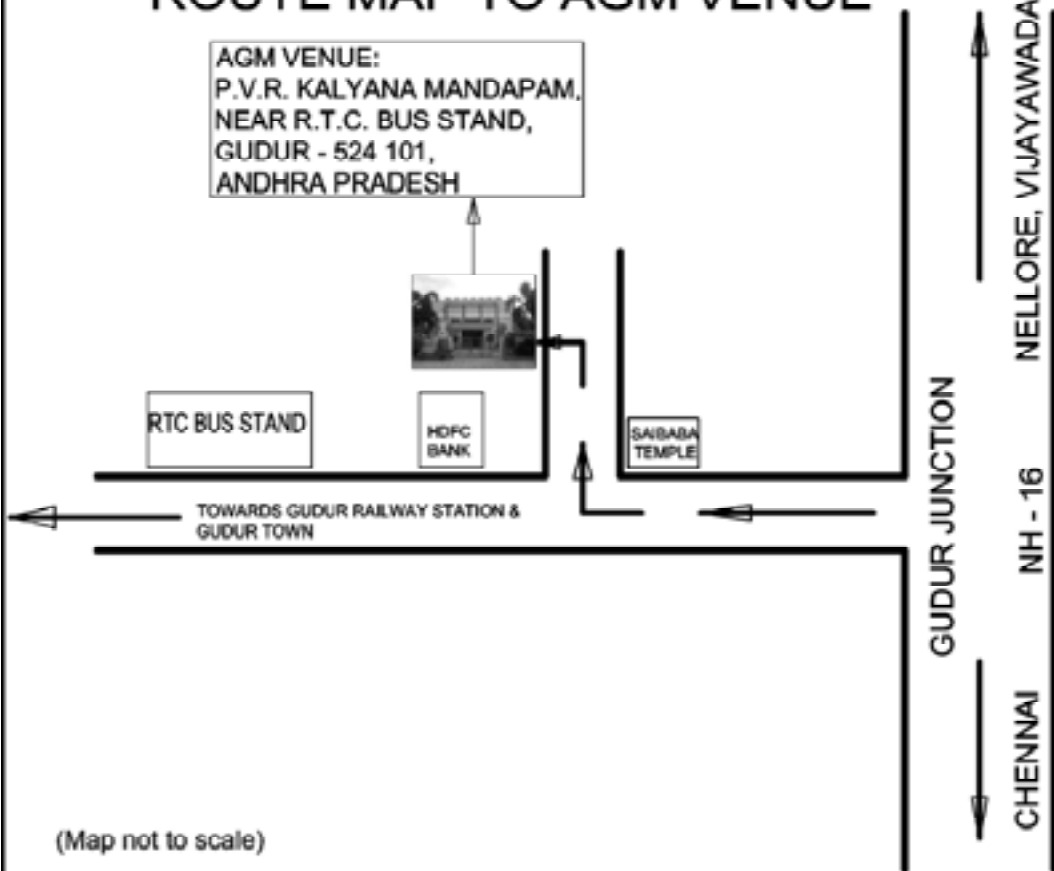 ROUTE MAP TO AGM VENUE
AGM VENUE:
P.V.R. KALYANA MANDAPAM,
NEAR R.T.C. BUS STAND,
GUDUR - 524 101,
ANDHRA PRADESH
NELLORE, VIJAYAWADA
RTC BUS STAND
HDFC
BANK
SAIBABA
TEMPLE
TOWARDS GUDUR RAILWAY STATION &
GUDUR TOWN
GUDUR JUNCTION
NH - 16
CHENNAI
(Map not to scale)